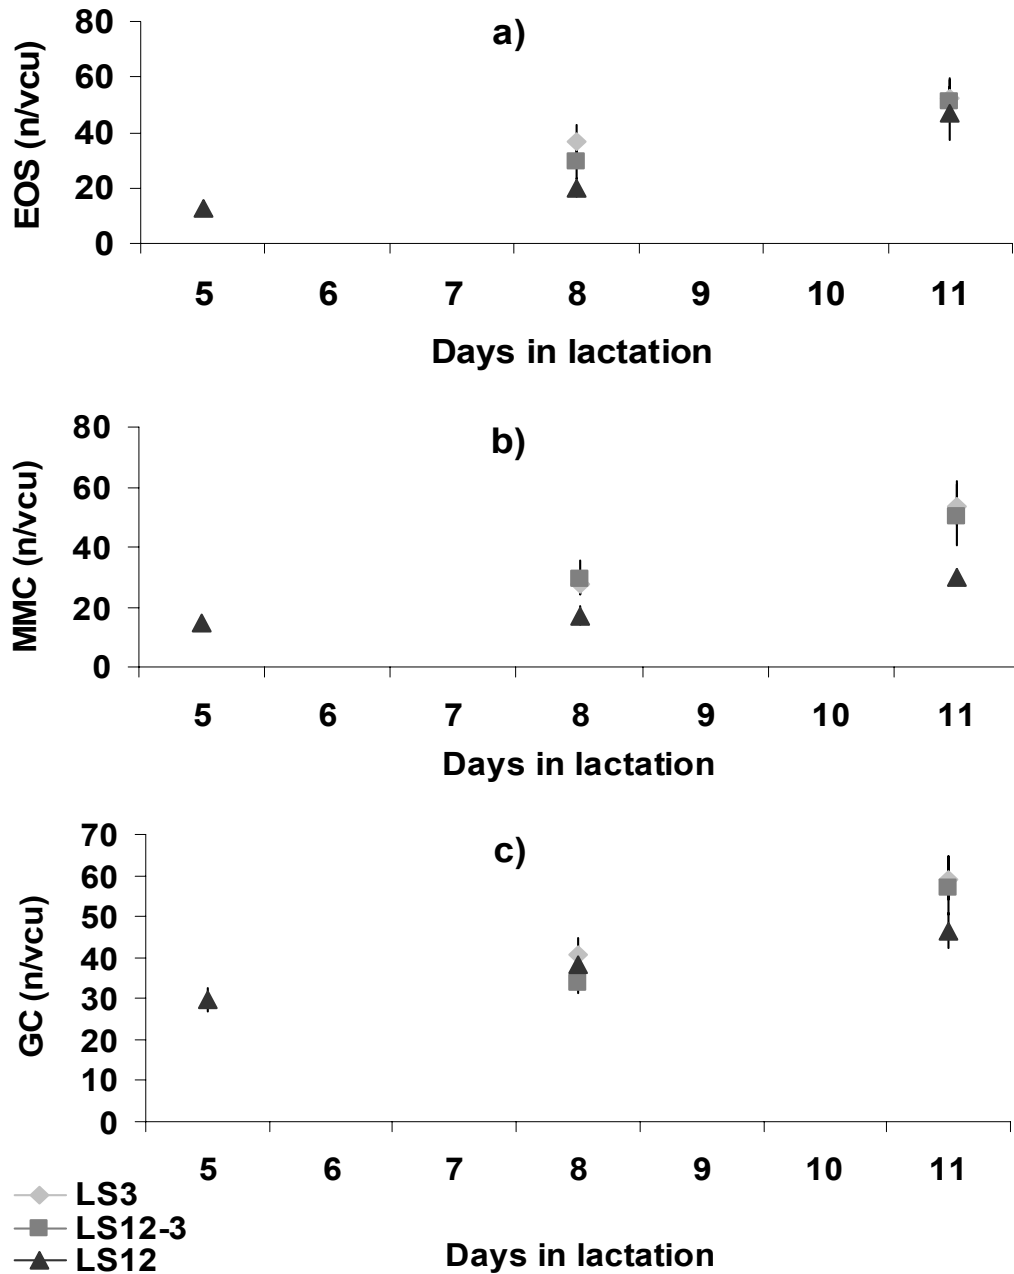 a)
EOS (n/vcu)
80
60
40
20
0
5 6 7 8 9 10 11
Days in lactation
b)
MMC (n/vcu)
80
60
40
20
0
5 6 7 8 9 10 11
Days in lactation
c)
GC (n/vcu)
70
60
50
40
30
20
10
0
5 6 7 8 9 10 11
Days in lactation
LS3
LS12-3
LS12